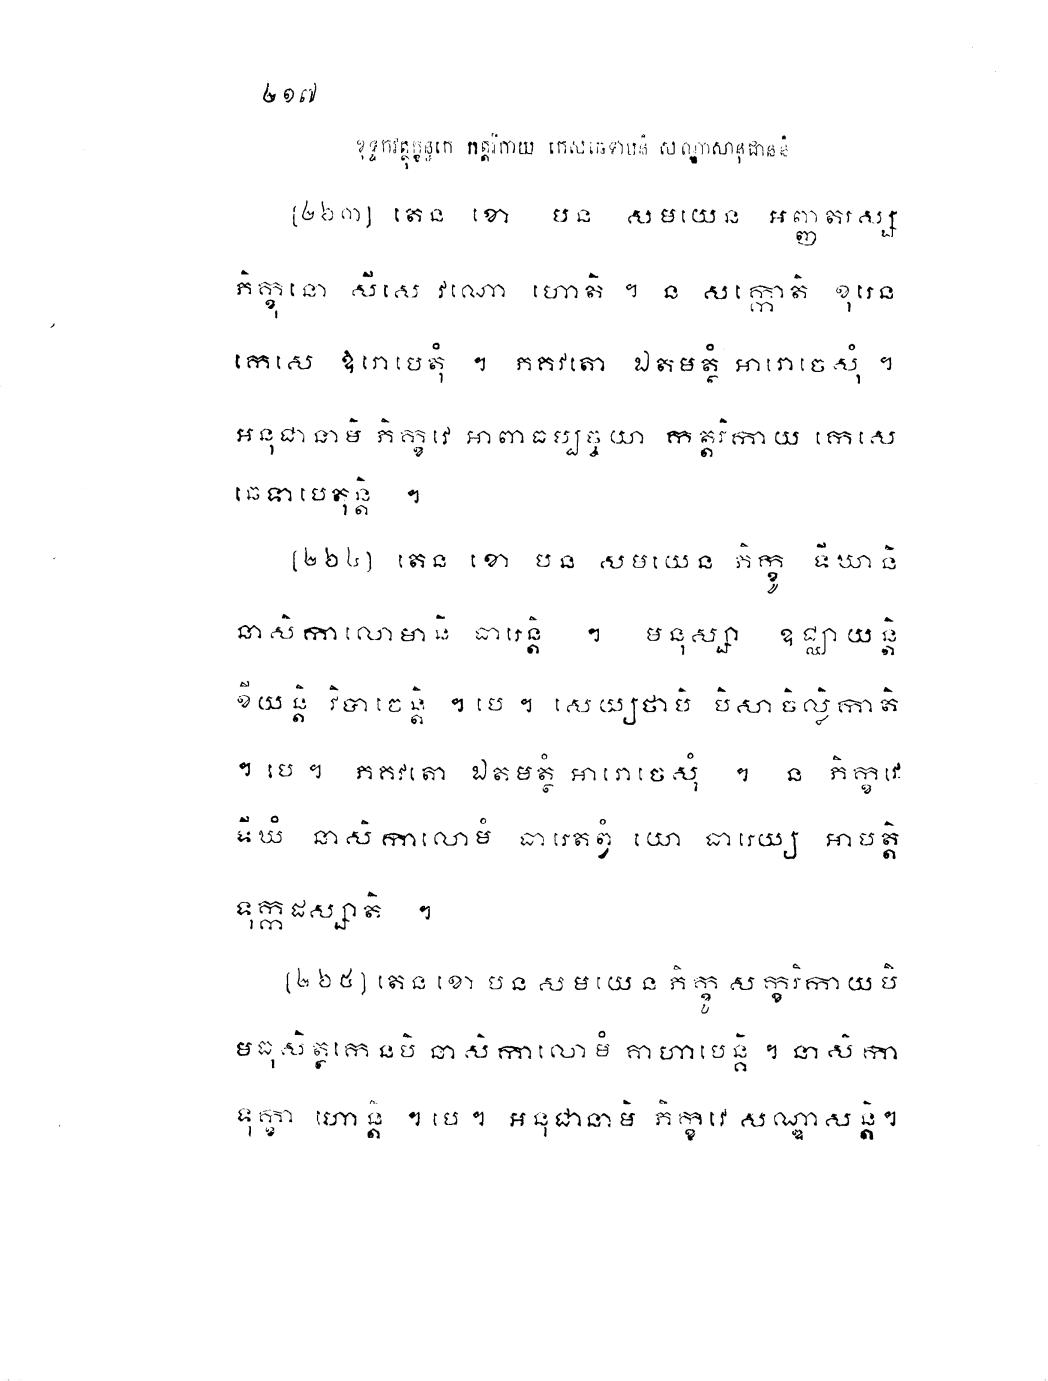 ២១៧
ខុទ្ទកវត្ថុក្ខន្ធកេ កត្តរិកាយ កេសឆេទាបនំ សណ្ឌាសានុជាននំ
[២៦៣] តេន ខោ បន សមយេន អញ្ញតរស្ស
ភិក្ខុនោ សីសេ វណោ ហោតិ ។ ន សក្កោតិ ខុរេន
កេសេ ឱរោបេតុំ ។ ភគវតោ ឯតមត្ថំ អារោចេសុំ ។
អនុជានាមិ ភិក្ខវេ អាពាធប្បច្ចយា កត្តរិកាយ កេសេ
ឆេទាបេតុន្តិ ។
[២៦៤] តេន ខោ បន សមយេន ភិក្ខូ ទីឃានិ
នាសិកាលោមានិ ធារេន្តិ ។ មនុស្សា ឧជ្ឈាយន្តិ
ខីយន្តិ វិបាចេន្តិ ។ បេ ។ សេយ្យថាបិ បិសាចិល្លិកាតិ
។ បេ ។ ភគវតោ ឯតមត្ថំ អារោចេសុំ ។ ន ភិក្ខវេ
ទីឃំ នាសិកាលោមំ ធារេតព្វំ យោ ធារេយ្យ អាបត្តិ
ទុក្កដស្សាតិ ។
[២៦៥] តេន ខោ បន សមយេន ភិក្ខូ សក្ខរិកាយបិ
មធុសិត្ថកេនបិ នាសិកាលោមំ គាហាបេន្តិ ។ នាសិកា
ទុក្ខា ហោន្តិ ។ បេ ។ អនុជានាមិ ភិក្ខវេ សណ្ឌាសន្តិ។